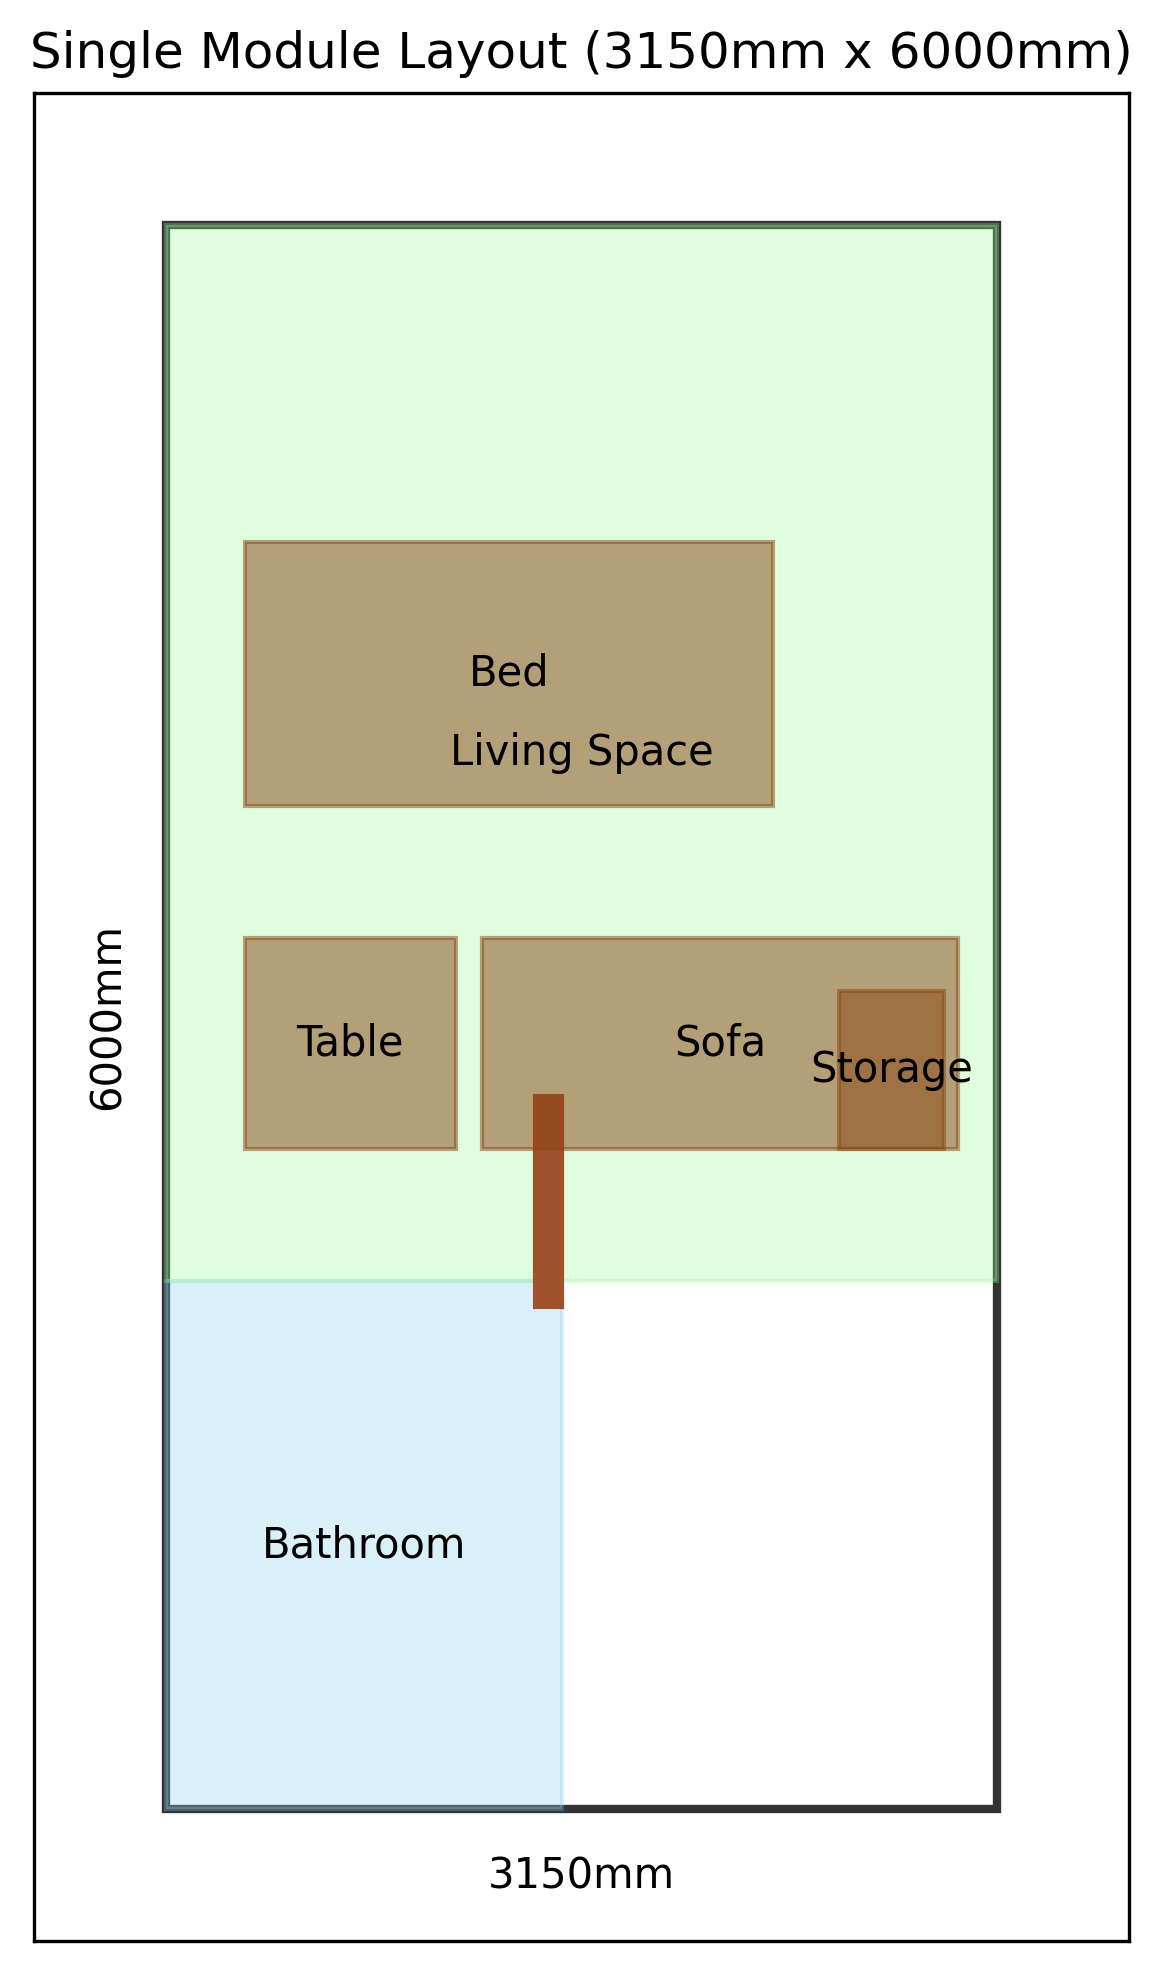 Single Module Layout (3150mm x 6000mm)
Bed
Living Space
6000mm
Table
Sofa
Storage
Bathroom
3150mm